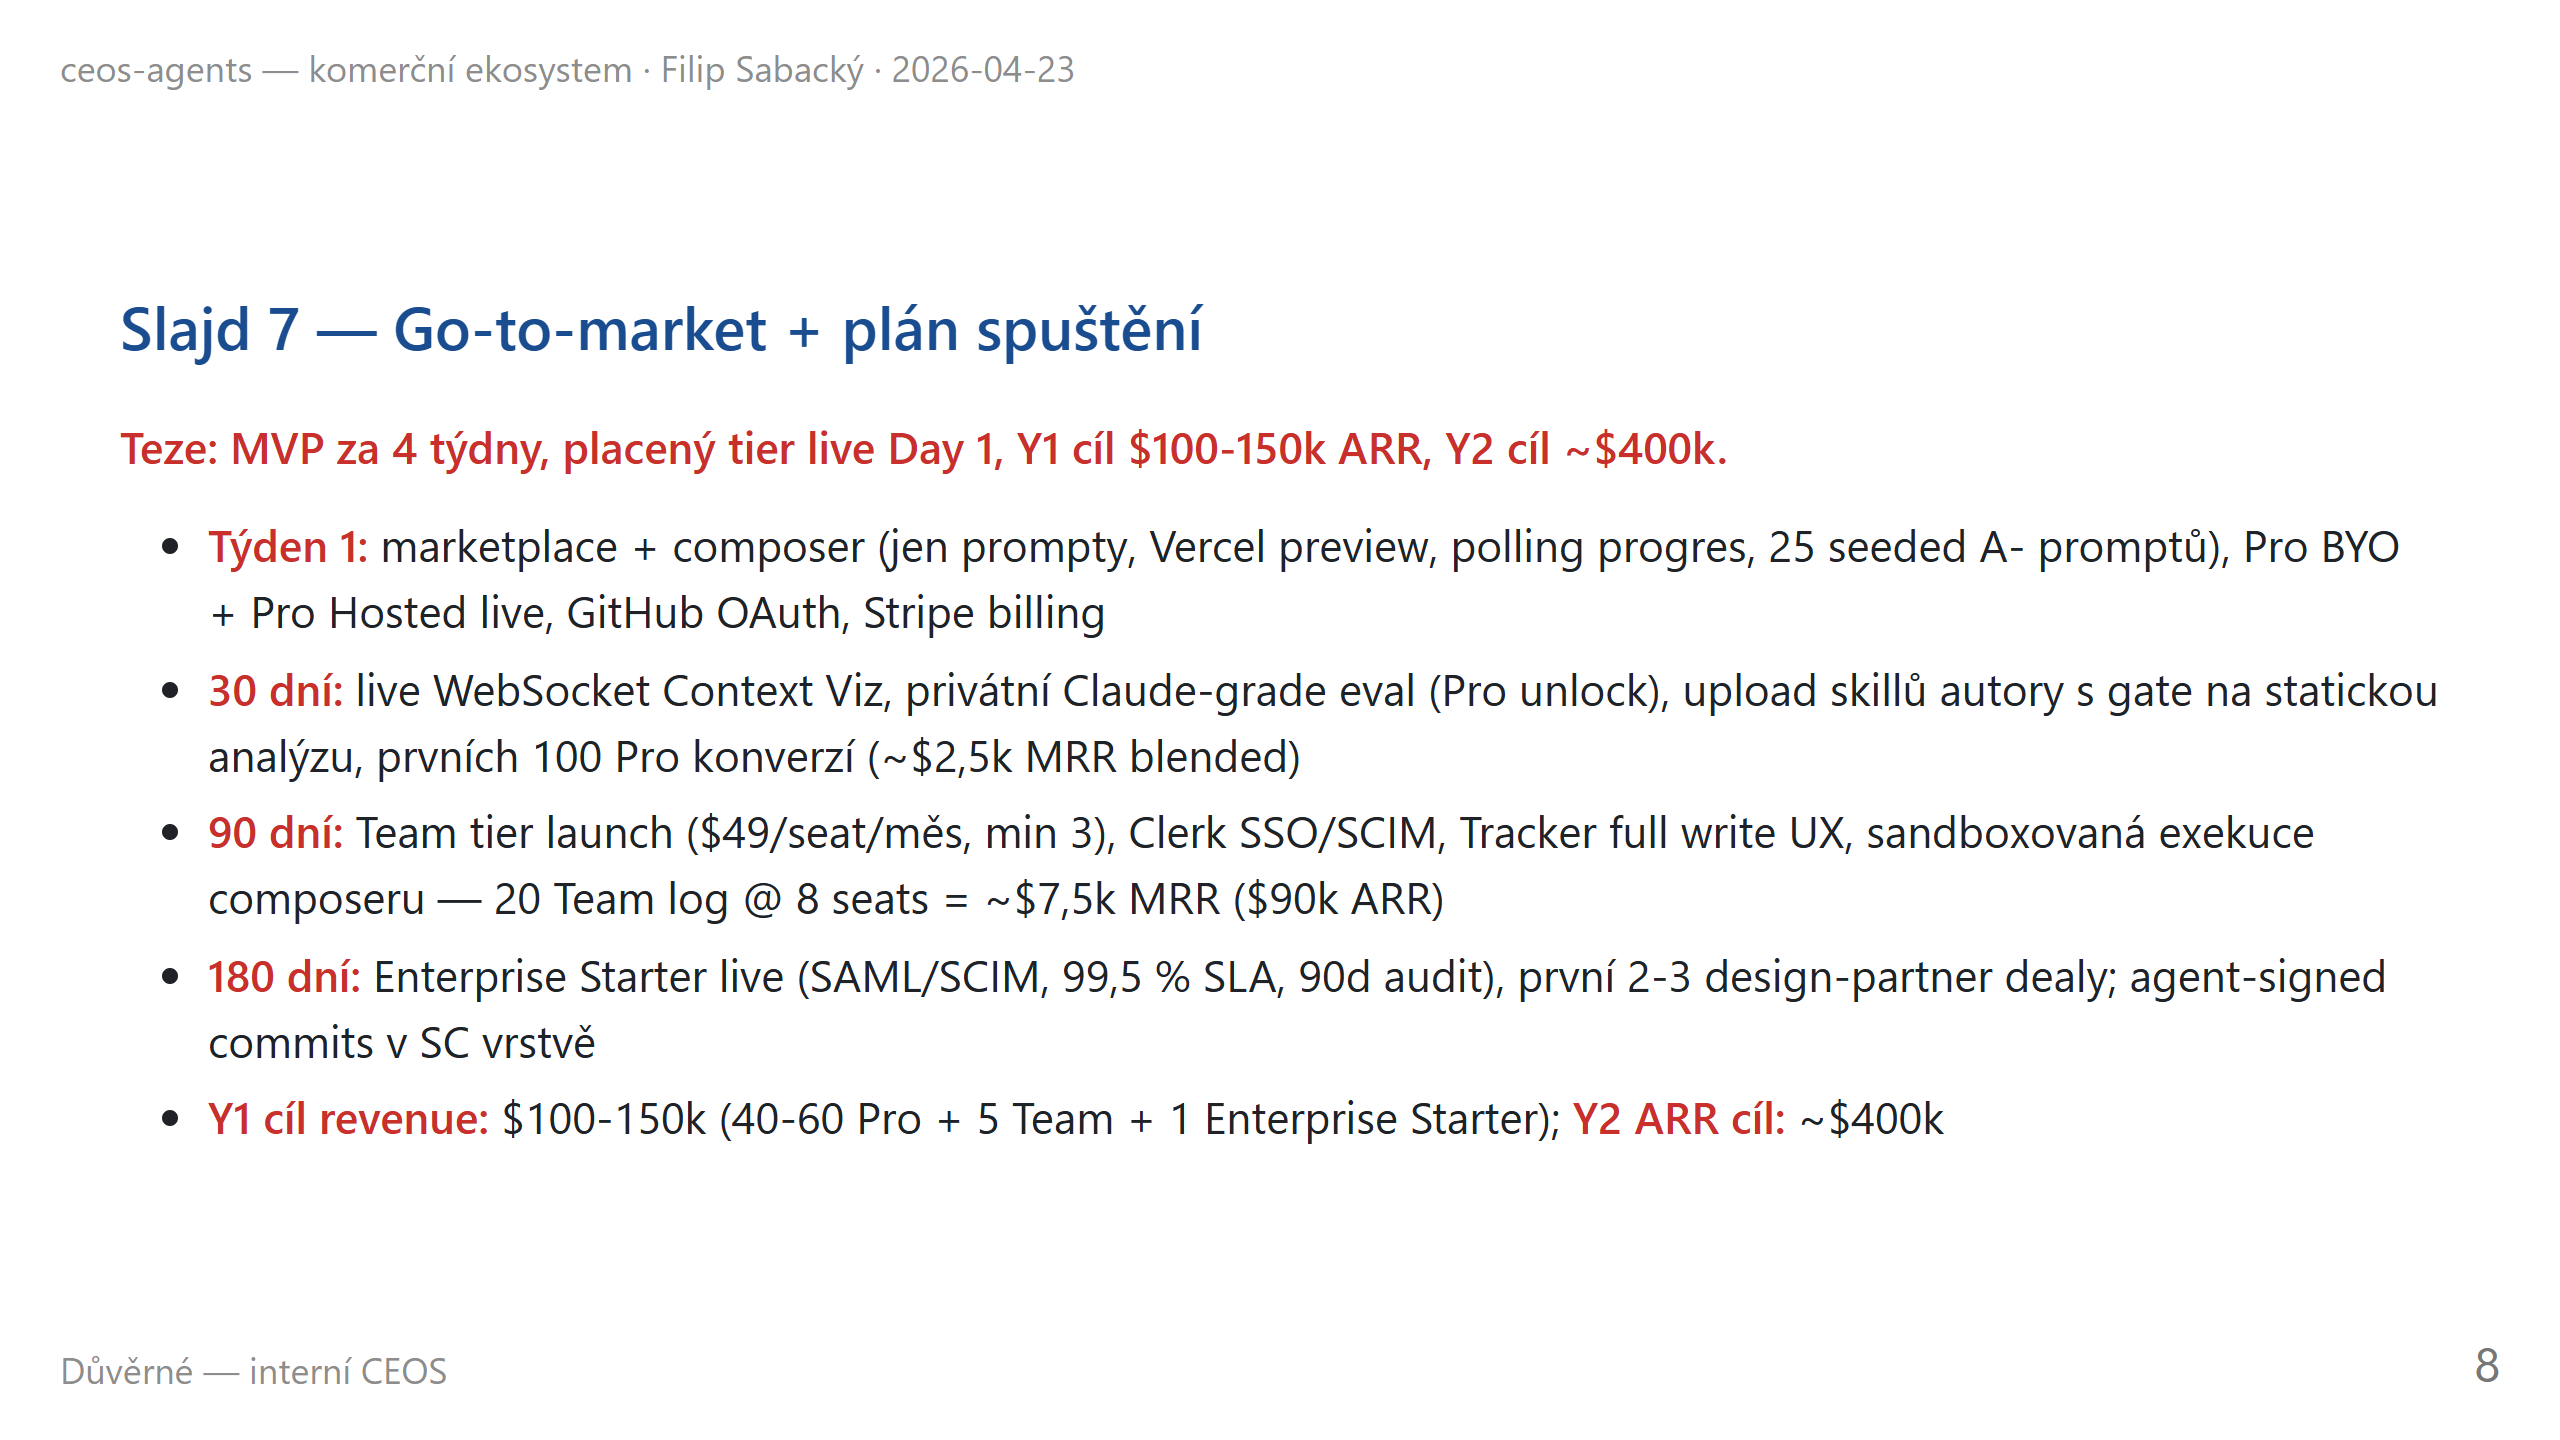 ceos-agents — komerční ekosystem · Filip Sabacký · 2026-04-23
Slajd 7 — Go-to-market + plán spuštění
Teze: MVP za 4 týdny, placený tier live Day 1, Y1 cíl $100-150k ARR, Y2 cíl ~$400k.
• Týden 1: marketplace + composer (jen prompty, Vercel preview, polling progres, 25 seeded A- promptů), Pro BYO
+ Pro Hosted live, GitHub OAuth, Stripe billing
• 30 dní: live WebSocket Context Viz, privátní Claude-grade eval (Pro unlock), upload skillů autory s gate na statickou
analýzu, prvních 100 Pro konverzí (~$2,5k MRR blended)
• 90 dní: Team tier launch ($49/seat/měs, min 3), Clerk SSO/SCIM, Tracker full write UX, sandboxovaná exekuce
composeru — 20 Team log @ 8 seats = ~$7,5k MRR ($90k ARR)
• 180 dní: Enterprise Starter live (SAML/SCIM, 99,5 % SLA, 90d audit), první 2-3 design-partner dealy; agent-signed
commits v SC vrstvě
• Y1 cíl revenue: $100-150k (40-60 Pro + 5 Team + 1 Enterprise Starter); Y2 ARR cíl: ~$400k
Důvěrné — interní CEOS
8